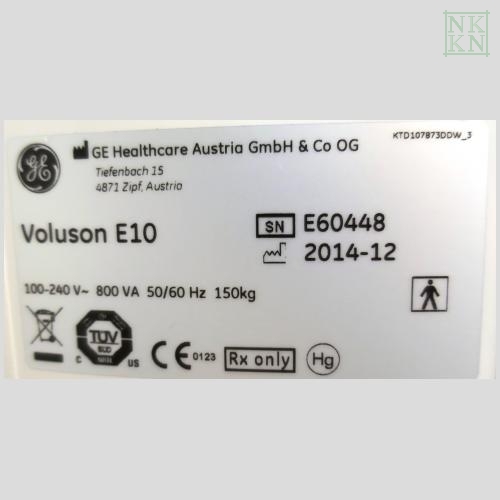 NK
KN
KTD107873DDW_3
GE
GE Healthcare Austria GmbH & Co OG
Tiefenbach 15
4871 Zipf, Austria
Voluson E10
SN E60448
2014-12
100-240 V~ 800 VA 50/60 Hz 150kg
TÜV
SÜD
C US
CE 0123 Rx only Hg